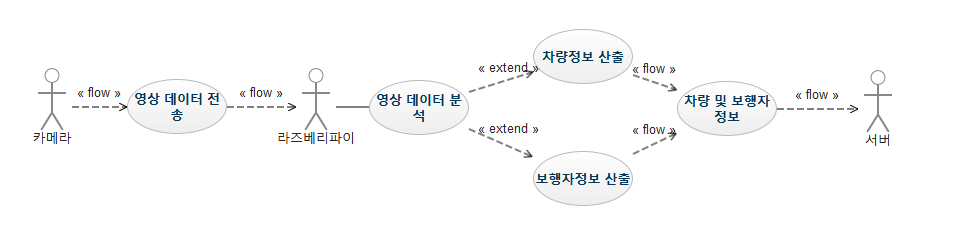 카메라
« flow »
영상 데이터 전
송
« flow »
라즈베리파이
영상 데이터 분
석
« extend »
차량정보 산출
« flow »
« extend »
보행자정보 산출
« flow »
차량 및 보행자
정보
« flow »
서버